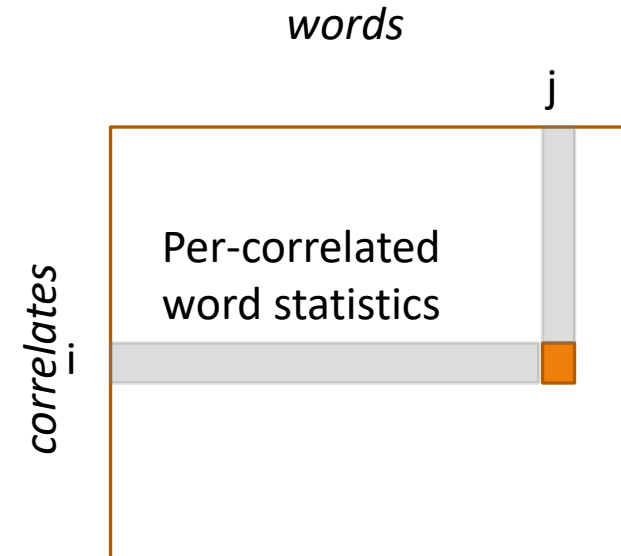 words
j
Per-correlated
word statistics
correlates
i